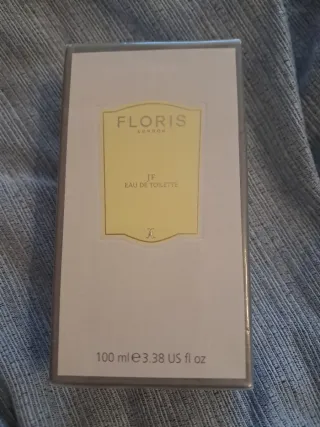 FLORIS
LONDON
JF
EAU DE TOILETTE
100 ml e 3.38 US fl oz